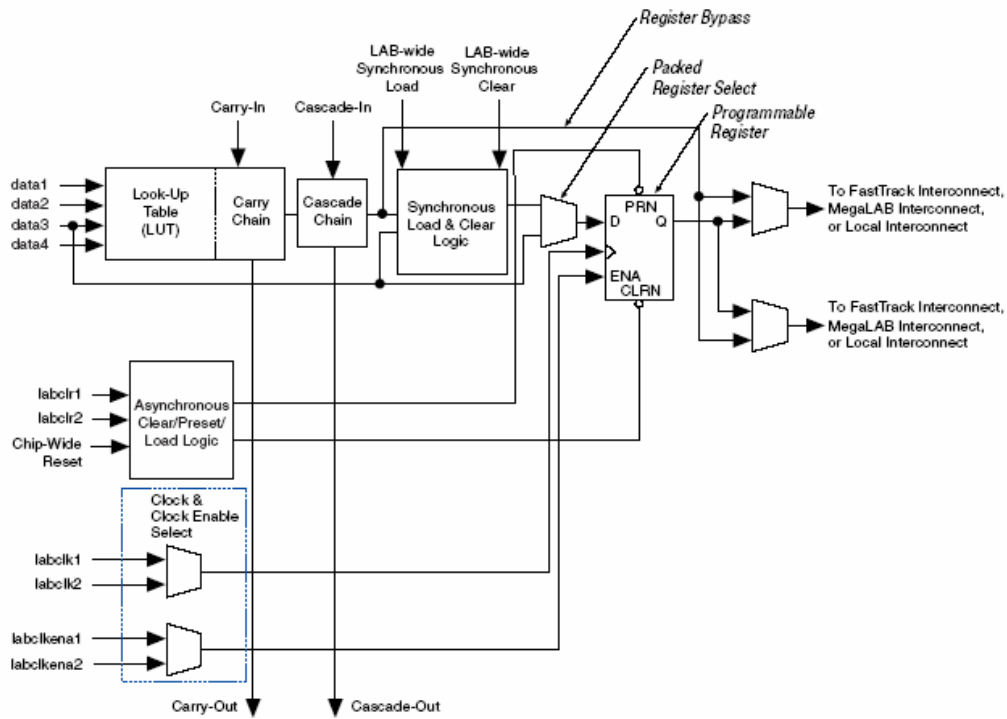 Register Bypass
LAB-wide
Synchronous
Load
LAB-wide
Synchronous
Clear
Packed
Register Select
Carry-In
Cascade-In
Programmable
Register
data1
data2
data3
data4
Look-Up
Table
(LUT)
Carry
Chain
Cascade
Chain
Synchronous
Load & Clear
Logic
PRN
D
Q
ENA
CLRN
To FastTrack Interconnect,
MegaLAB Interconnect,
or Local Interconnect
To FastTrack Interconnect,
MegaLAB Interconnect,
or Local Interconnect
labclr1
labclr2
Chip-Wide
Reset
Asynchronous
Clear/Preset/
Load Logic
Clock &
Clock Enable
Select
labclk1
labclk2
labclkena1
labclkena2
Carry-Out
Cascade-Out